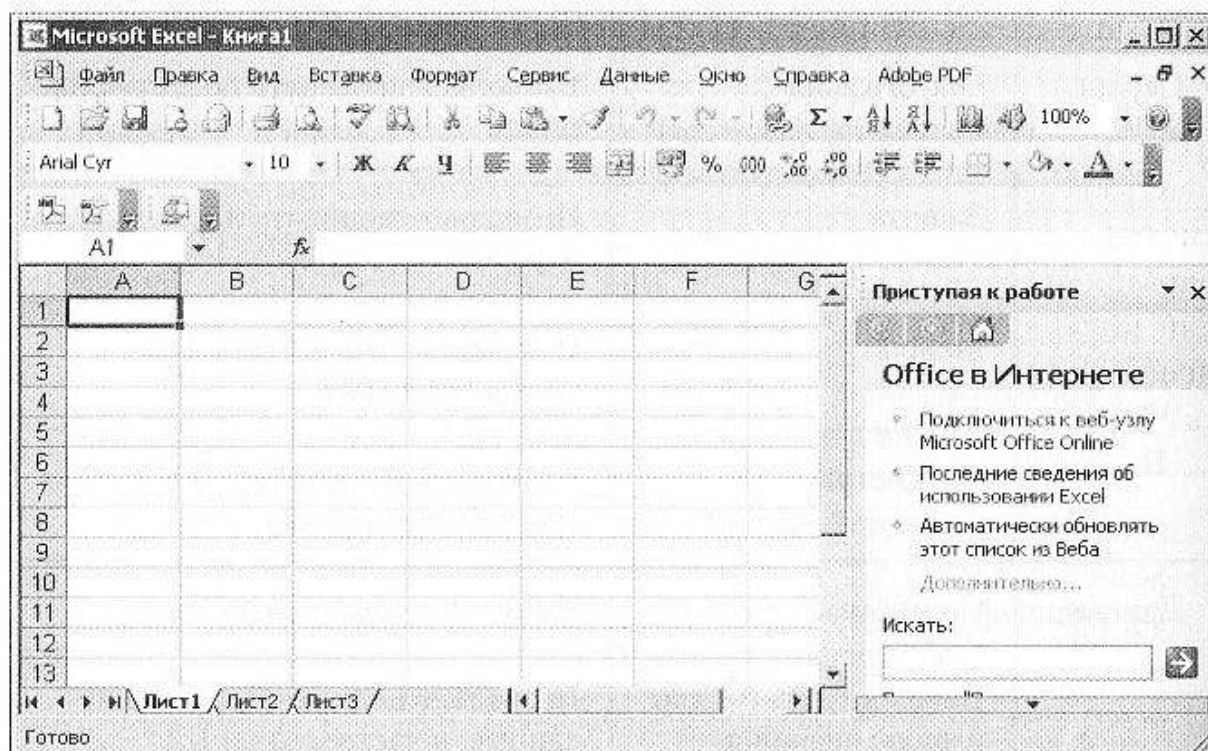 Microsoft Excel - Книга1
Файл Правка Вид Вставка Формат Сервис Данные Окно Справка Adobe PDF
100%
Arial Cyr 10 Ж К Ч % 000
A1 fx
A B C D E F G
1
2
3
4
5
6
7
8
9
10
11
12
13
Приступая к работе
Office в Интернете
Подключиться к веб-узлу
Microsoft Office Online
Последние сведения об
использовании Excel
Автоматически обновлять
этот список из Веба
Дополнительно...
Искать:
Лист1 Лист2 Лист3
Готово